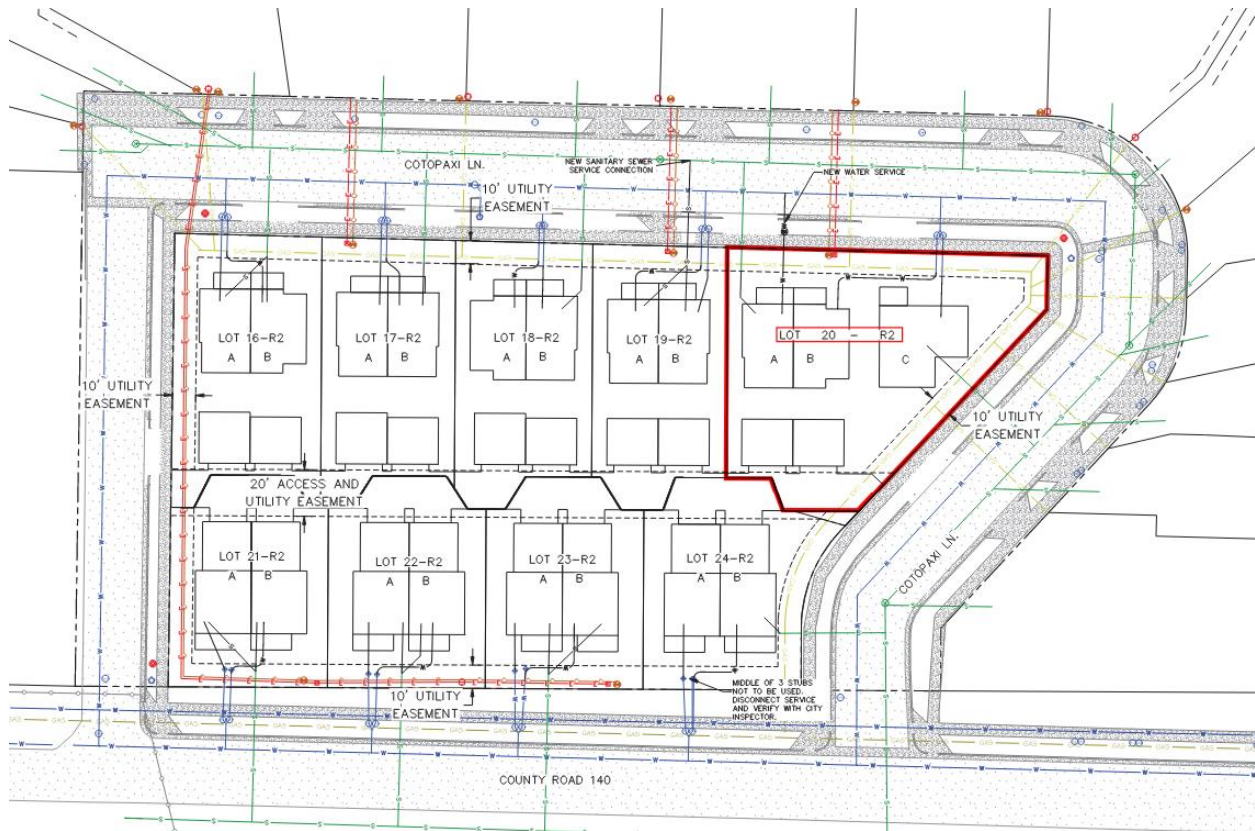 COTOPAXI LN.
NEW SANITARY SEWER
SERVICE CONNECTION
NEW WATER SERVICE
10' UTILITY
EASEMENT
LOT 16-R2
A B
LOT 17-R2
A B
LOT 18-R2
A B
LOT 19-R2
A B
LOT 20 - R2
A B
C
10' UTILITY
EASEMENT
10' UTILITY
EASEMENT
20' ACCESS AND
UTILITY EASEMENT
LOT 21-R2
A B
LOT 22-R2
A B
LOT 23-R2
A B
LOT 24-R2
A B
COTOPAXI LN.
10' UTILITY
EASEMENT
MIDDLE OF 3 STUBS
NOT TO BE USED.
DISCONNECT SERVICE
AND VERIFY WITH CITY
INSPECTOR.
COUNTY ROAD 140